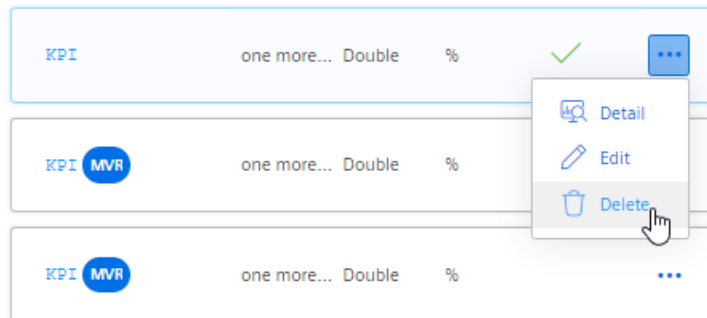 KPI one more... Double %
Detail
Edit
KPI MVR one more... Double %
Delete
KPI MVR one more... Double %